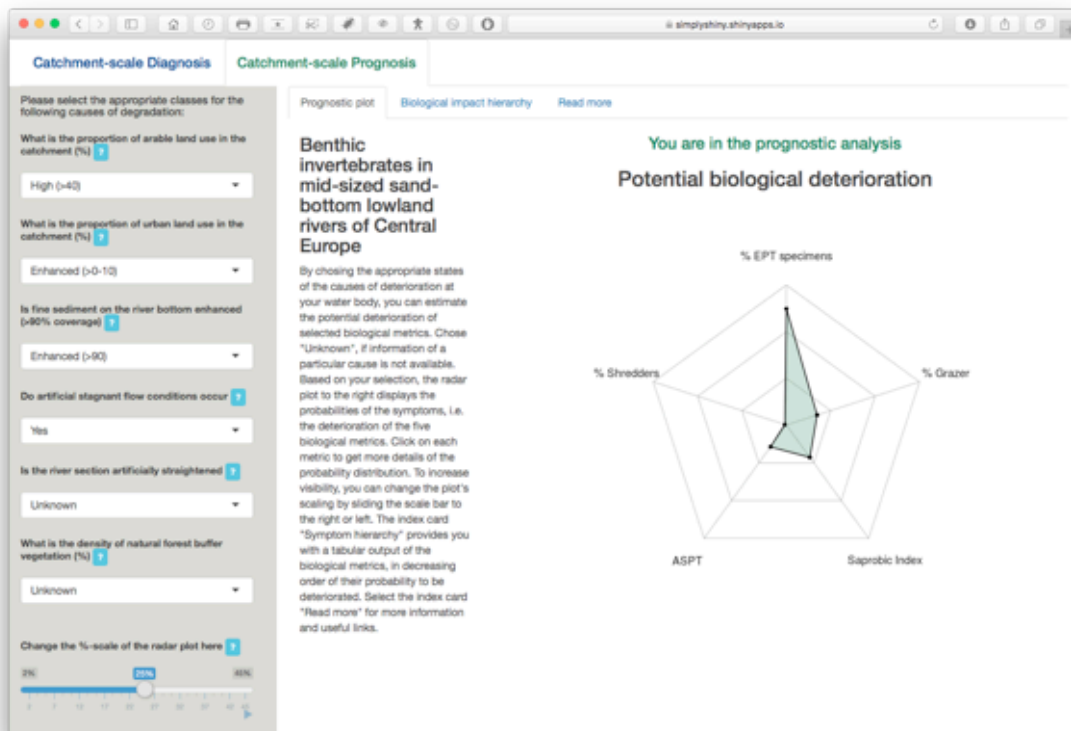 simplyshiny.shinyapps.io
Catchment-scale Diagnosis
Catchment-scale Prognosis
Please select the appropriate classes for the
following causes of degradation:
What is the proportion of arable land use in the
catchment (%) ?
High (>40)
What is the proportion of urban land use in the
catchment (%) ?
Enhanced (>0-10)
Is fine sediment on the river bottom enhanced
(>90% coverage) ?
Enhanced (>90)
Do artificial stagnant flow conditions occur ?
Yes
Is the river section artificially straightened ?
Unknown
What is the density of natural forest buffer
vegetation (%) ?
Unknown
Change the %-scale of the radar plot here ?
2% 25% 45%
Prognostic plot
Biological impact hierarchy
Read more
Benthic
invertebrates in
mid-sized sand-
bottom lowland
rivers of Central
Europe
By chosing the appropriate states
of the causes of deterioration at
your water body, you can estimate
the potential deterioration of
selected biological metrics. Chose
"Unknown", if information of a
particular cause is not available.
Based on your selection, the radar
plot to the right displays the
probabilities of the symptoms, i.e.
the deterioration of the five
biological metrics. Click on each
metric to get more details of the
probability distribution. To increase
visibility, you can change the plot's
scaling by sliding the scale bar to
the right or left. The index card
"Symptom hierarchy" provides you
with a tabular output of the
biological metrics, in decreasing
order of their probability to be
deteriorated. Select the index card
"Read more" for more information
and useful links.
You are in the prognostic analysis
Potential biological deterioration
% EPT specimens
% Shredders
% Grazer
ASPT
Saprobic Index